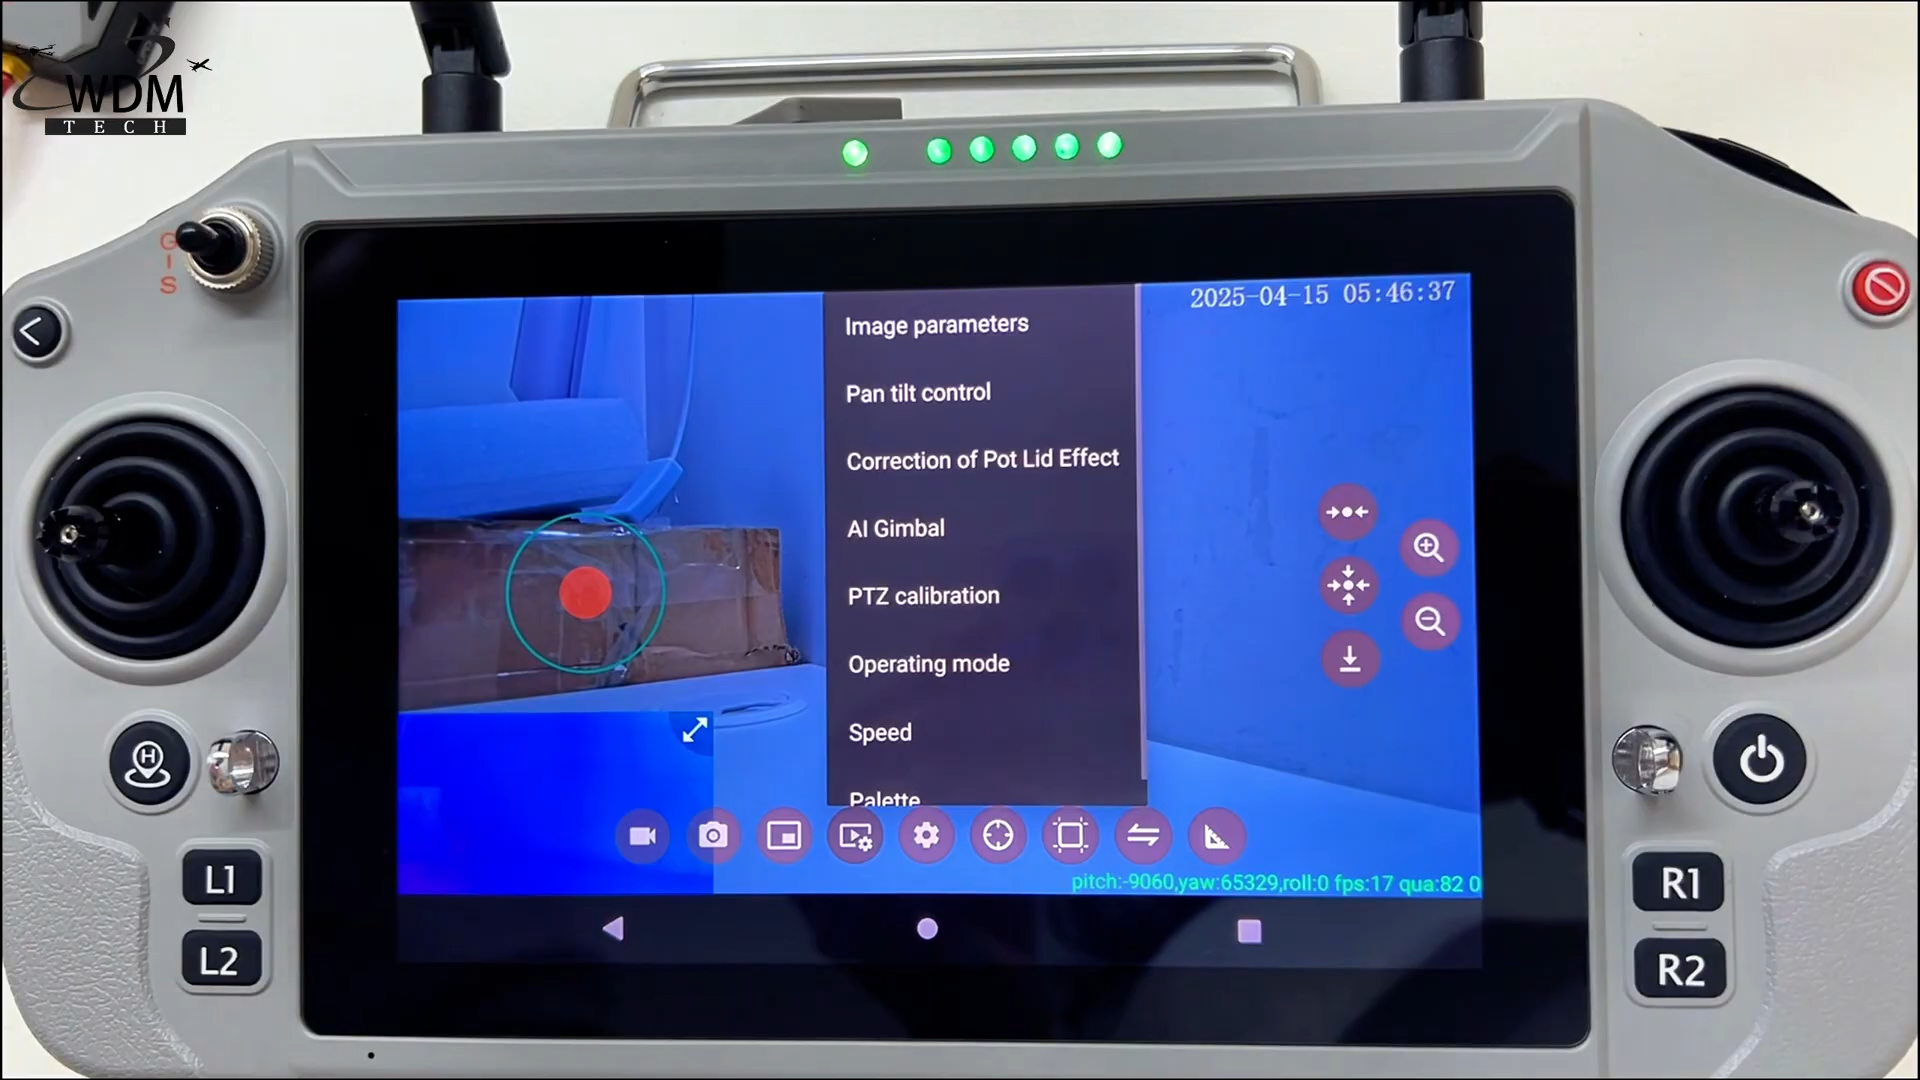 WDM
TECH
G
I
S
2025-04-15 05:46:37
Image parameters
Pan tilt control
Correction of Pot Lid Effect
AI Gimbal
PTZ calibration
Operating mode
Speed
Palette
pitch:-9060,yaw:65329,roll:0 fps:17 qua:82 0
H
L1
L2
R1
R2